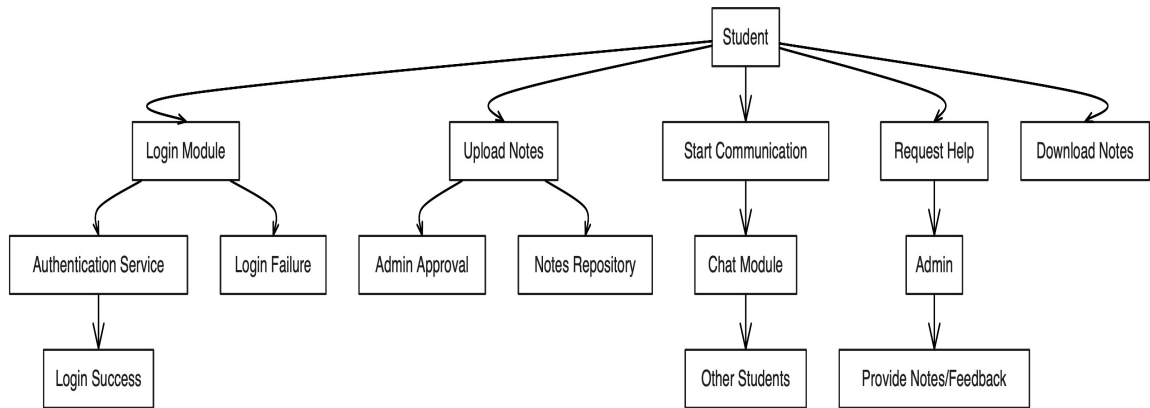 Student
Login Module
Upload Notes
Start Communication
Request Help
Download Notes
Authentication Service
Login Failure
Admin Approval
Notes Repository
Chat Module
Admin
Login Success
Other Students
Provide Notes/Feedback